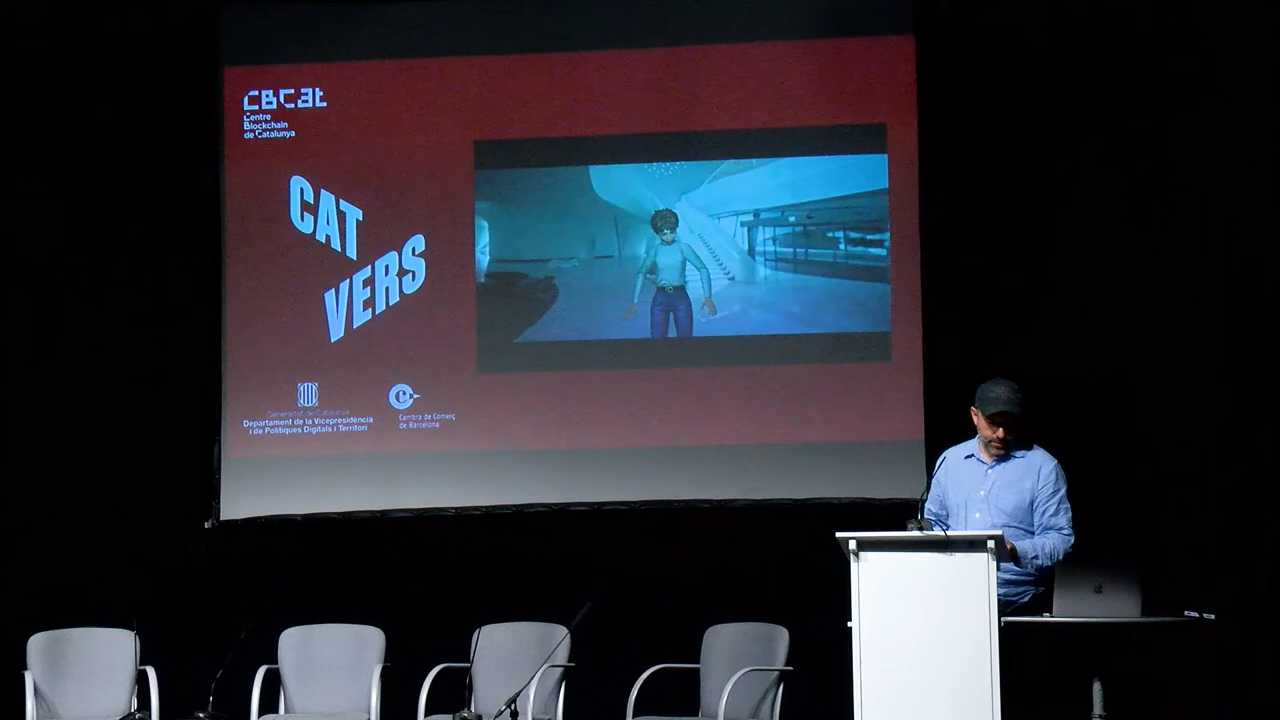 CBCat
Centre
Blockchain
de Catalunya
CAT
VERS
Generalitat de Catalunya
Departament de la Vicepresidència
i de Polítiques Digitals i Territori
Cambra de Comerç
de Barcelona